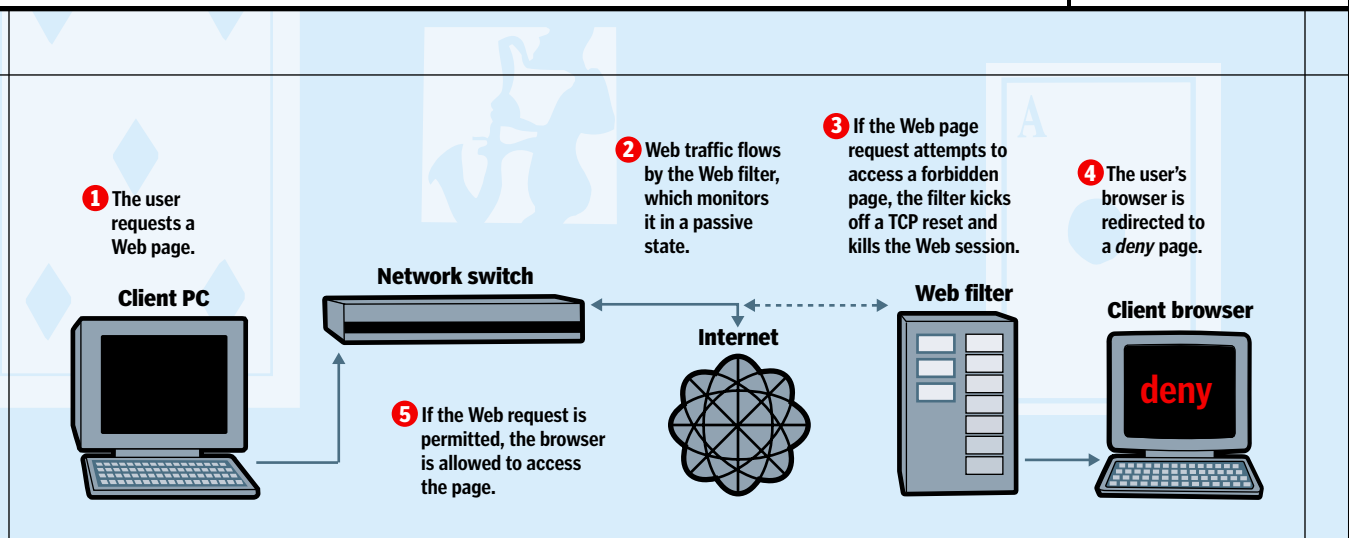 1 The user
requests a
Web page.
Client PC
Network switch
2 Web traffic flows
by the Web filter,
which monitors
it in a passive
state.
Internet
3 If the Web page
request attempts to
access a forbidden
page, the filter kicks
off a TCP reset and
kills the Web session.
Web filter
4 The user's
browser is
redirected to
a deny page.
Client browser
deny
5 If the Web request is
permitted, the browser
is allowed to access
the page.
A